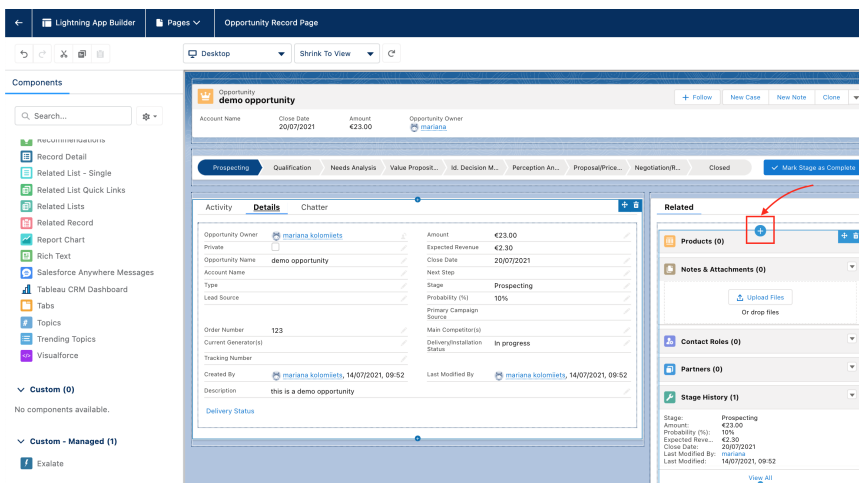 Lightning App Builder
Pages
Opportunity Record Page
Desktop
Shrink To View
Components
Search...
Recommendations
Record Detail
Related List - Single
Related List Quick Links
Related Lists
Related Record
Report Chart
Rich Text
Salesforce Anywhere Messages
Tableau CRM Dashboard
Tabs
Topics
Trending Topics
Visualforce
Custom (0)
No components available.
Custom - Managed (1)
Exalate
Opportunity
demo opportunity
+ Follow New Case New Note Clone
Account Name Close Date Amount Opportunity Owner
20/07/2021 €23.00 mariana
Prospecting Qualification Needs Analysis Value Proposit... Id. Decision M... Perception An... Proposal/Price... Negotiation/R... Closed
Mark Stage as Complete
Activity Details Chatter
Opportunity Owner mariana kolomiiets
Private
Opportunity Name demo opportunity
Account Name
Type
Lead Source
Order Number 123
Current Generator(s)
Tracking Number
Created By mariana kolomiiets, 14/07/2021, 09:52
Description this is a demo opportunity
Delivery Status
Amount €23.00
Expected Revenue €2.30
Close Date 20/07/2021
Next Step
Stage Prospecting
Probability (%) 10%
Primary Campaign
Source
Main Competitor(s)
Delivery/Installation
Status In progress
Last Modified By mariana kolomiiets, 14/07/2021, 09:52
Related
Products (0)
Notes & Attachments (0)
Upload Files
Or drop files
Contact Roles (0)
Partners (0)
Stage History (1)
Stage: Prospecting
Amount: €23.00
Probability (%): 10%
Expected Reve... €2.30
Close Date: 20/07/2021
Last Modified By: mariana
Last Modified: 14/07/2021, 09:52
View All